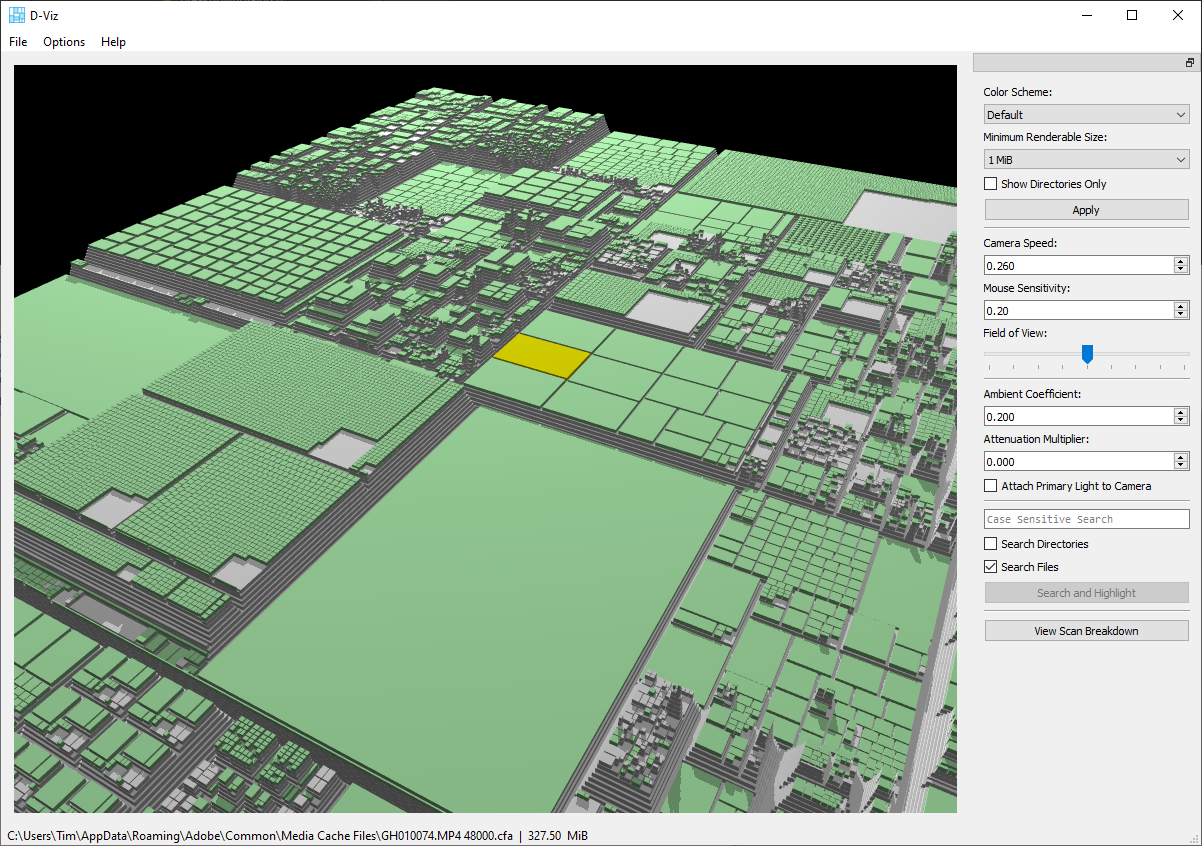 D-Viz
File Options Help
Color Scheme:
Default
Minimum Renderable Size:
1 MiB
Show Directories Only
Apply
Camera Speed:
0.260
Mouse Sensitivity:
0.20
Field of View:
Ambient Coefficient:
0.200
Attenuation Multiplier:
0.000
Attach Primary Light to Camera
Case Sensitive Search
Search Directories
Search Files
Search and Highlight
View Scan Breakdown
C:\Users\Tim\AppData\Roaming\Adobe\Common\Media Cache Files\GH010074.MP4 48000.cfa | 327.50 MiB